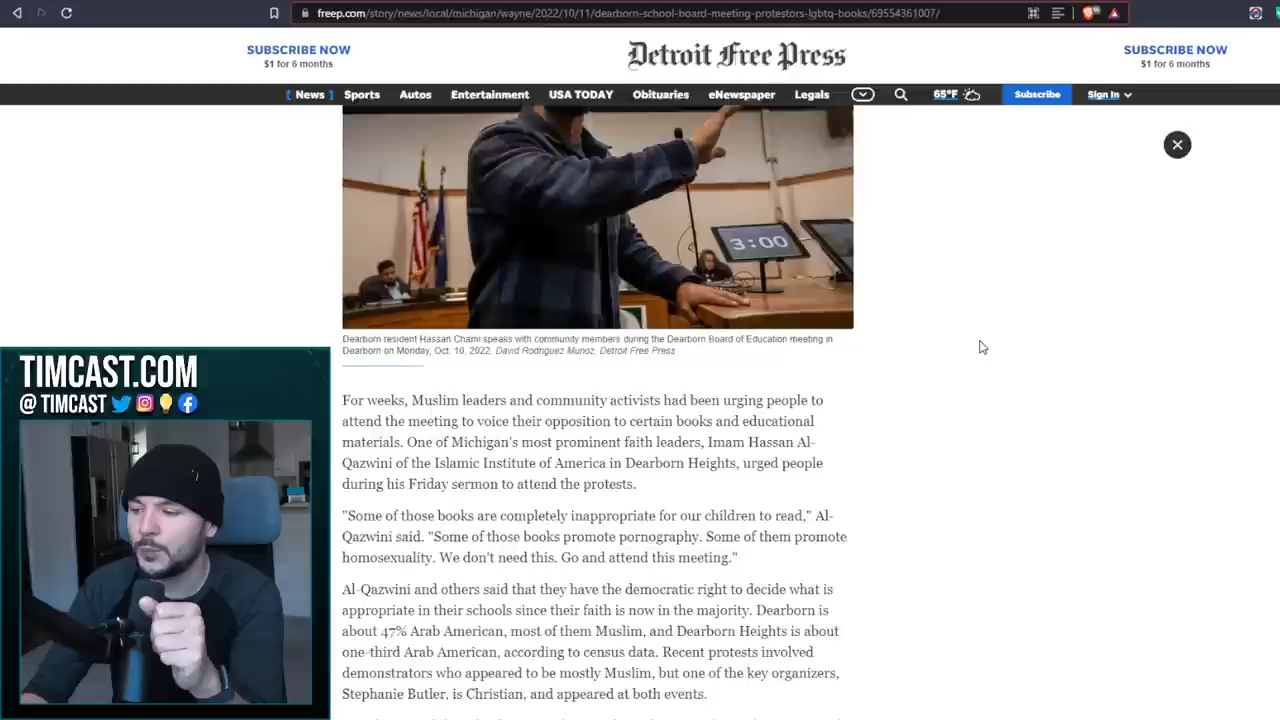 freep.com/story/news/local/michigan/wayne/2022/10/11/dearborn-school-board-meeting-protestors-lgbtq-books/69554361007/
SUBSCRIBE NOW
$1 for 6 months
Detroit Free Press
SUBSCRIBE NOW
$1 for 6 months
News Sports Autos Entertainment USA TODAY Obituaries eNewspaper Legals 65°F Subscribe Sign In
3:00
Dearborn resident Hassan Chami speaks with community members during the Dearborn Board of Education meeting in
Dearborn on Monday, Oct. 10, 2022. David Rodriguez Munoz, Detroit Free Press
For weeks, Muslim leaders and community activists had been urging people to
attend the meeting to voice their opposition to certain books and educational
materials. One of Michigan's most prominent faith leaders, Imam Hassan Al-
Qazwini of the Islamic Institute of America in Dearborn Heights, urged people
during his Friday sermon to attend the protests.
"Some of those books are completely inappropriate for our children to read," Al-
Qazwini said. "Some of those books promote pornography. Some of them promote
homosexuality. We don't need this. Go and attend this meeting."
Al-Qazwini and others said that they have the democratic right to decide what is
appropriate in their schools since their faith is now in the majority. Dearborn is
about 47% Arab American, most of them Muslim, and Dearborn Heights is about
one-third Arab American, according to census data. Recent protests involved
demonstrators who appeared to be mostly Muslim, but one of the key organizers,
Stephanie Butler, is Christian, and appeared at both events.
TIMCAST.COM
@ TIMCAST